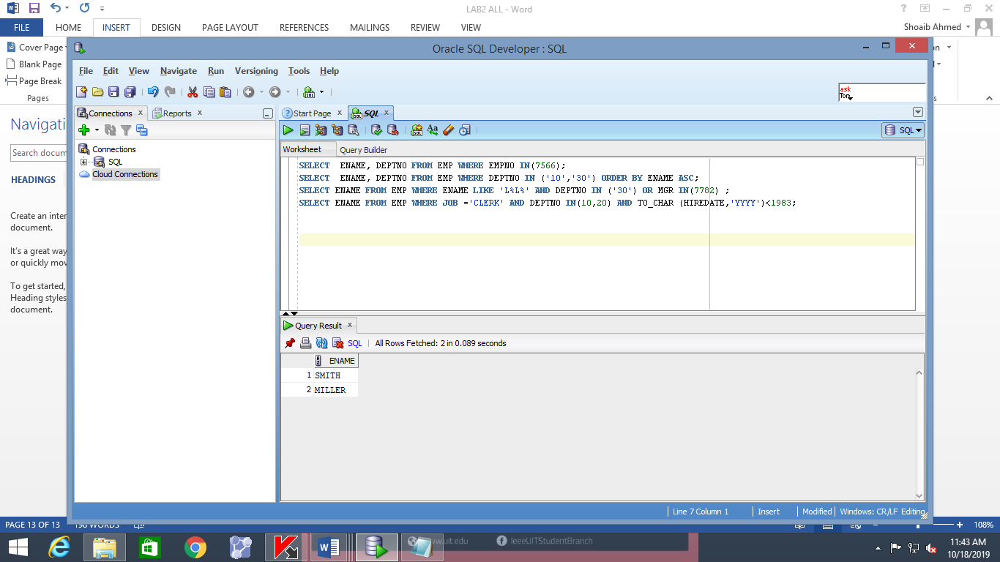 LAB2 ALL - Word
FILE HOME INSERT DESIGN PAGE LAYOUT REFERENCES MAILINGS REVIEW VIEW Shoaib Ahmed
Cover Page
Blank Page
Page Break
Pages
Oracle SQL Developer : SQL
File Edit View Navigate Run Versioning Tools Help
ask
Tom
Connections x Reports x
Start Page x SQL x
SQL
Connections
SQL
Cloud Connections
Worksheet Query Builder
SELECT ENAME, DEPTNO FROM EMP WHERE EMPNO IN(7566);
SELECT ENAME, DEPTNO FROM EMP WHERE DEPTNO IN ('10','30') ORDER BY ENAME ASC;
SELECT ENAME FROM EMP WHERE ENAME LIKE 'L%L%' AND DEPTNO IN ('30') OR MGR IN(7782) ;
SELECT ENAME FROM EMP WHERE JOB ='CLERK' AND DEPTNO IN(10,20) AND TO_CHAR (HIREDATE,'YYYY')<1983;
Query Result x
SQL All Rows Fetched: 2 in 0.089 seconds
ENAME
1 SMITH
2 MILLER
Line 7 Column 1 Insert Modified Windows: CR/LF Editing
Navigati
Search docum
HEADINGS
Create an inter
document.
It's a great way
or quickly mov
To get started,
Heading styles
document.
PAGE 13 OF 13 198 WORDS 108%
www.uit.edu IeeeUITStudentBranch
11:43 AM
10/18/2019